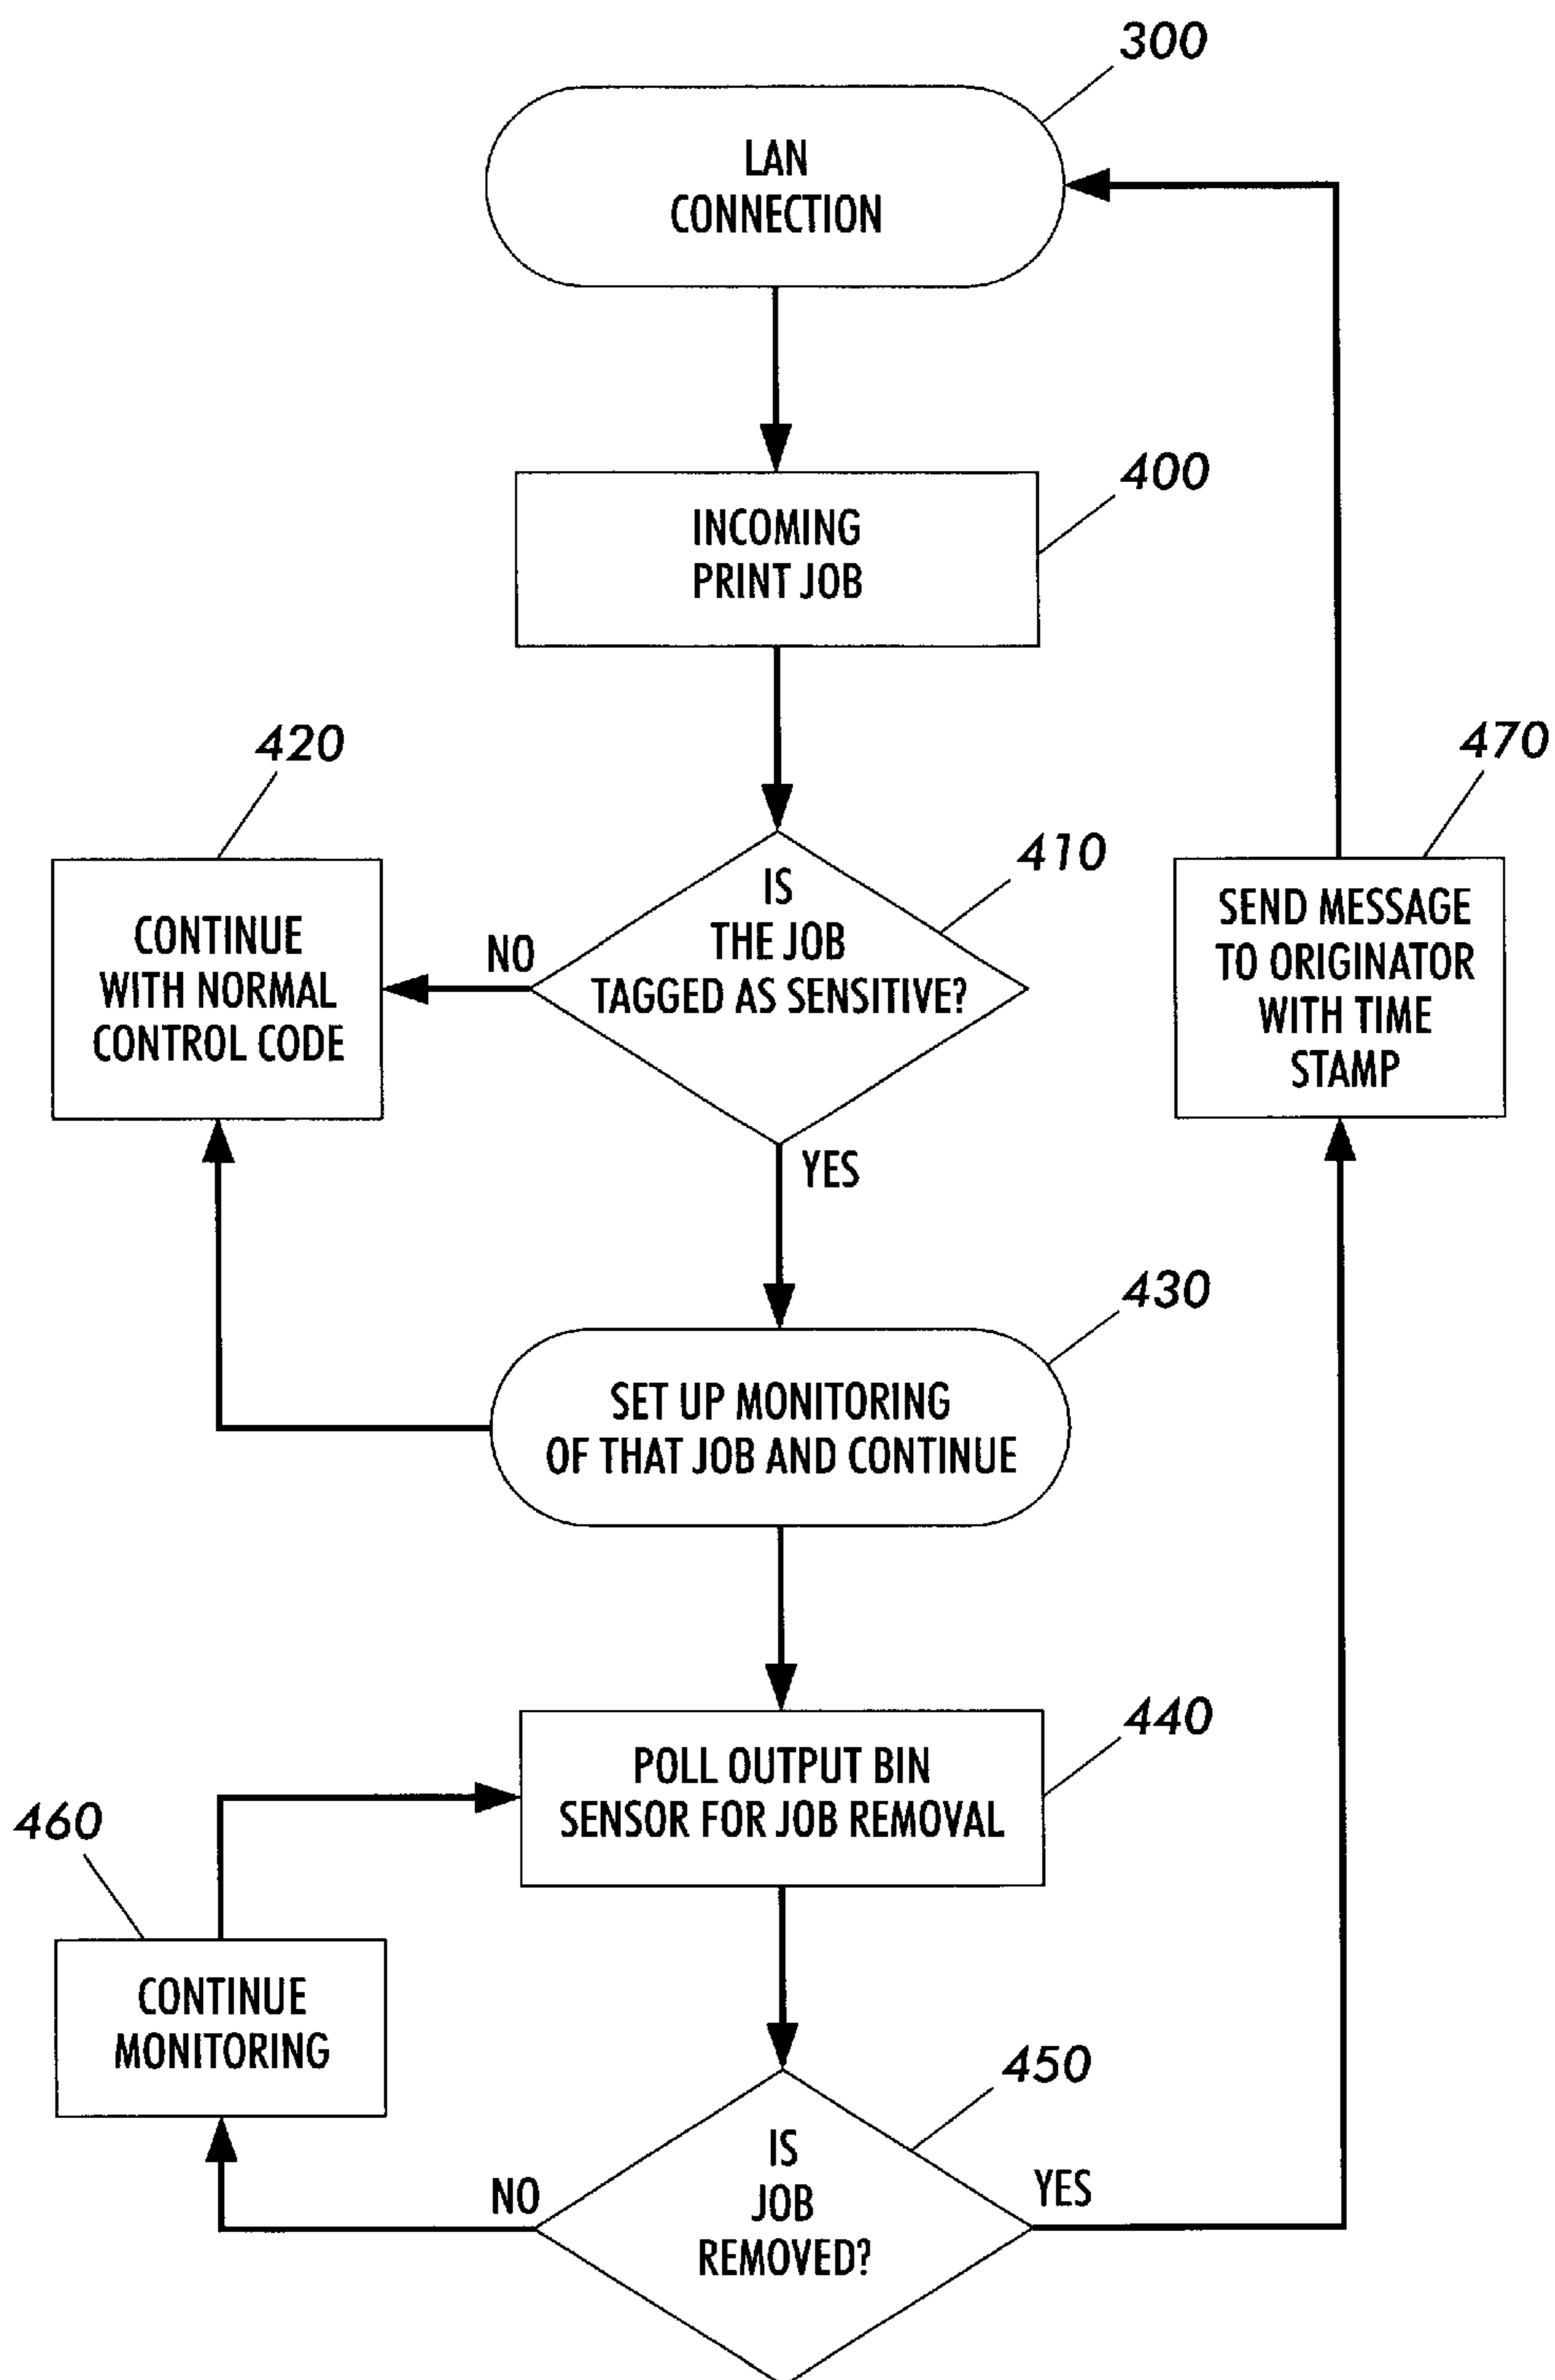 300
LAN
CONNECTION
400
INCOMING
PRINT JOB
420
470
410
IS
THE JOB
TAGGED AS SENSITIVE?
NO
CONTINUE
WITH NORMAL
CONTROL CODE
SEND MESSAGE
TO ORIGINATOR
WITH TIME
STAMP
YES
430
SET UP MONITORING
OF THAT JOB AND CONTINUE
440
POLL OUTPUT BIN
SENSOR FOR JOB REMOVAL
460
CONTINUE
MONITORING
450
IS
JOB
REMOVED?
NO
YES